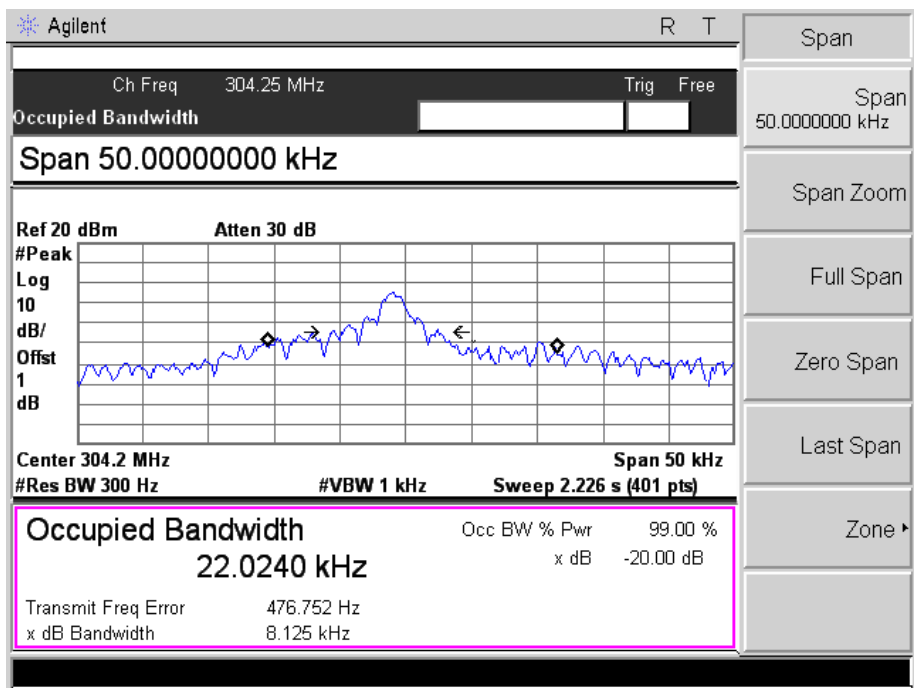 Agilent R T
Ch Freq 304.25 MHz Trig Free
Occupied Bandwidth
Span 50.00000000 kHz
Ref 20 dBm Atten 30 dB
#Peak
Log
10
dB/
Offst
1
dB
Center 304.2 MHz Span 50 kHz
#Res BW 300 Hz #VBW 1 kHz Sweep 2.226 s (401 pts)
Occupied Bandwidth Occ BW % Pwr 99.00 %
22.0240 kHz x dB -20.00 dB
Transmit Freq Error 476.752 Hz
x dB Bandwidth 8.125 kHz
Span
Span
50.0000000 kHz
Span Zoom
Full Span
Zero Span
Last Span
Zone